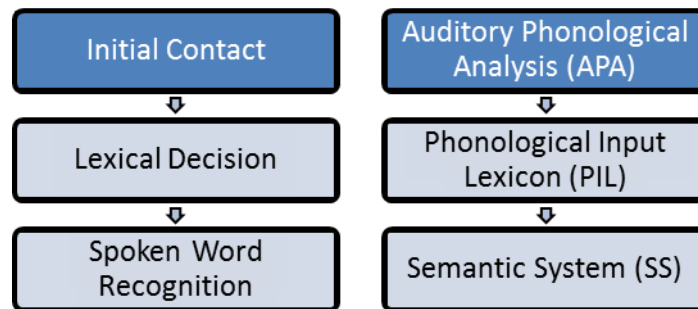 Initial Contact
Lexical Decision
Spoken Word
Recognition
Auditory Phonological
Analysis (APA)
Phonological Input
Lexicon (PIL)
Semantic System (SS)